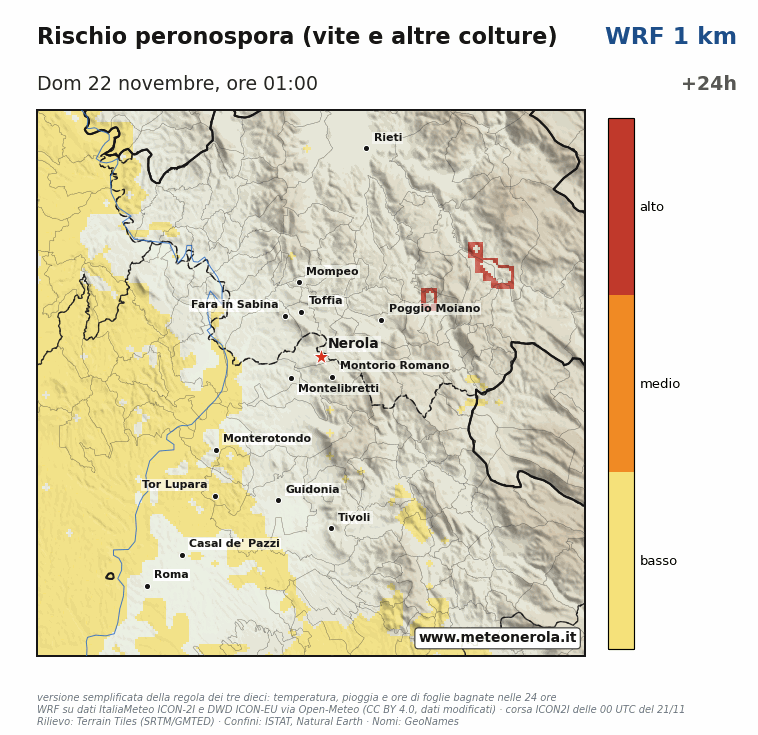 Rischio peronospora (vite e altre colture)
WRF 1 km
Dom 22 novembre, ore 01:00
+24h
Rieti
alto
Mompeo
Toffia
Fara in Sabina
Poggio Moiano
Nerola
Montorio Romano
Montelibretti
medio
Monterotondo
Tor Lupara
Guidonia
Tivoli
Casal de' Pazzi
basso
Roma
www.meteonerola.it
versione semplificata della regola dei tre dieci: temperatura, pioggia e ore di foglie bagnate nelle 24 ore
WRF su dati ItaliaMeteo ICON-2I e DWD ICON-EU via Open-Meteo (CC BY 4.0, dati modificati) · corsa ICON2I delle 00 UTC del 21/11
Rilievo: Terrain Tiles (SRTM/GMTED) · Confini: ISTAT, Natural Earth · Nomi: GeoNames